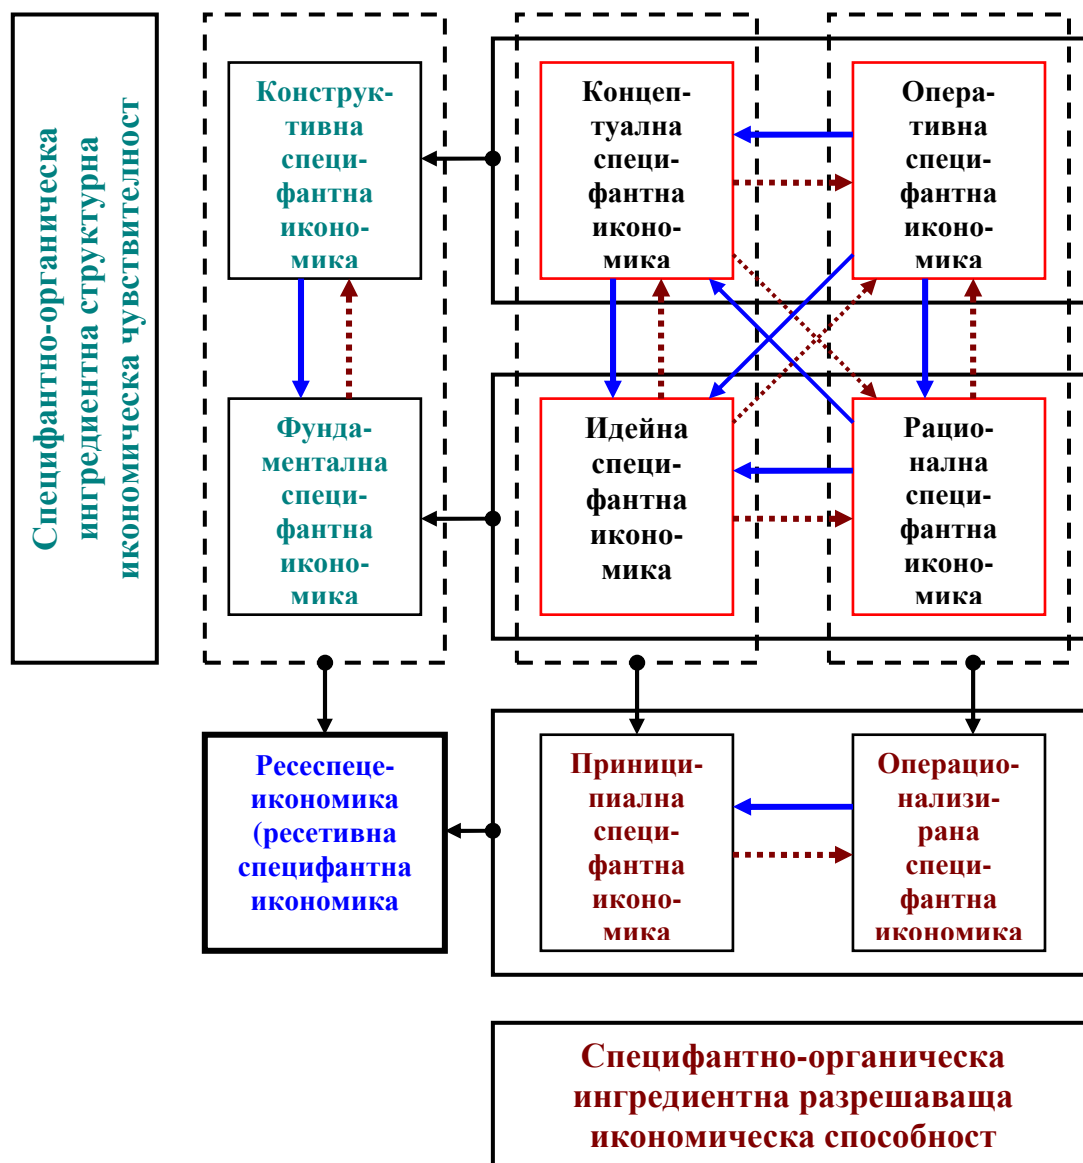 Специфантно-органическа
ингредиентна структурна
икономическа чувствителност
Конструк-
тивна
специ-
фантна
иконо-
мика
Концеп-
туална
специ-
фантна
иконо-
мика
Опера-
тивна
специ-
фантна
иконо-
мика
Фунда-
ментална
специ-
фантна
иконо-
мика
Идейна
специ-
фантна
иконо-
мика
Рацио-
нална
специ-
фантна
иконо-
мика
Ресеспеце-
икономика
(ресетивна
специфантна
икономика
Приници-
пиална
специ-
фантна
иконо-
мика
Операцио-
нализи-
рана
специ-
фантна
икономика
Специфантно-органическа
ингредиентна разрешаваща
икономическа способност